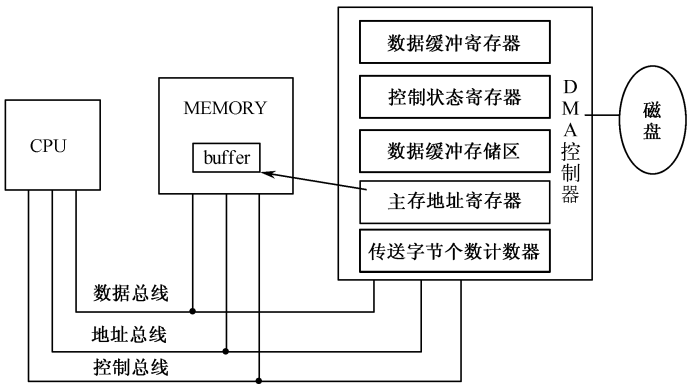 数据缓冲寄存器
控制状态寄存器
数据缓冲存储区
主存地址寄存器
传送字节个数计数器
DMA控制器
磁盘
MEMORY
buffer
CPU
数据总线
地址总线
控制总线